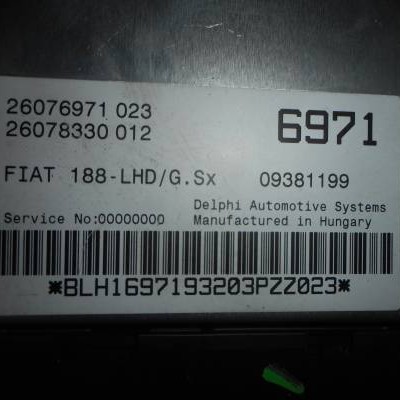 26076971 023
26078330 012
6971
FIAT 188-LHD/G.Sx 09381199
Delphi Automotive Systems
Service No:00000000 Manufactured in Hungary
*BLH1697193203PZZ023*